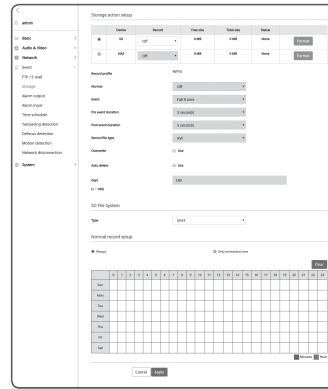 admin
Basic
Audio & Video
Network
Event
FTP / E-mail
Storage
Alarm output
Alarm input
Time schedule
Tampering detection
Defocus detection
Motion detection
Network disconnection
System
Storage action setup
Device Record Free size Total size Status
SD Off 0 MB 0 MB None Format
NAS Off 0 MB 0 MB None Format
Record profile
Normal Off
Event Full frame
Pre event duration 5 seconds
Post event duration 5 seconds
Record file type AVI
Overwrite Use
Auto delete Use
days 180
(1 ~ 180)
SD File System
Type VFAT
Normal record setup
Always Only scheduled time
Clear
0 1 2 3 4 5 6 7 8 9 10 11 12 13 14 15 16 17 18 19 20 21 22 23
Sun
Mon
Tue
Wed
Thu
Fri
Sat
Minutes Hour
Cancel Apply